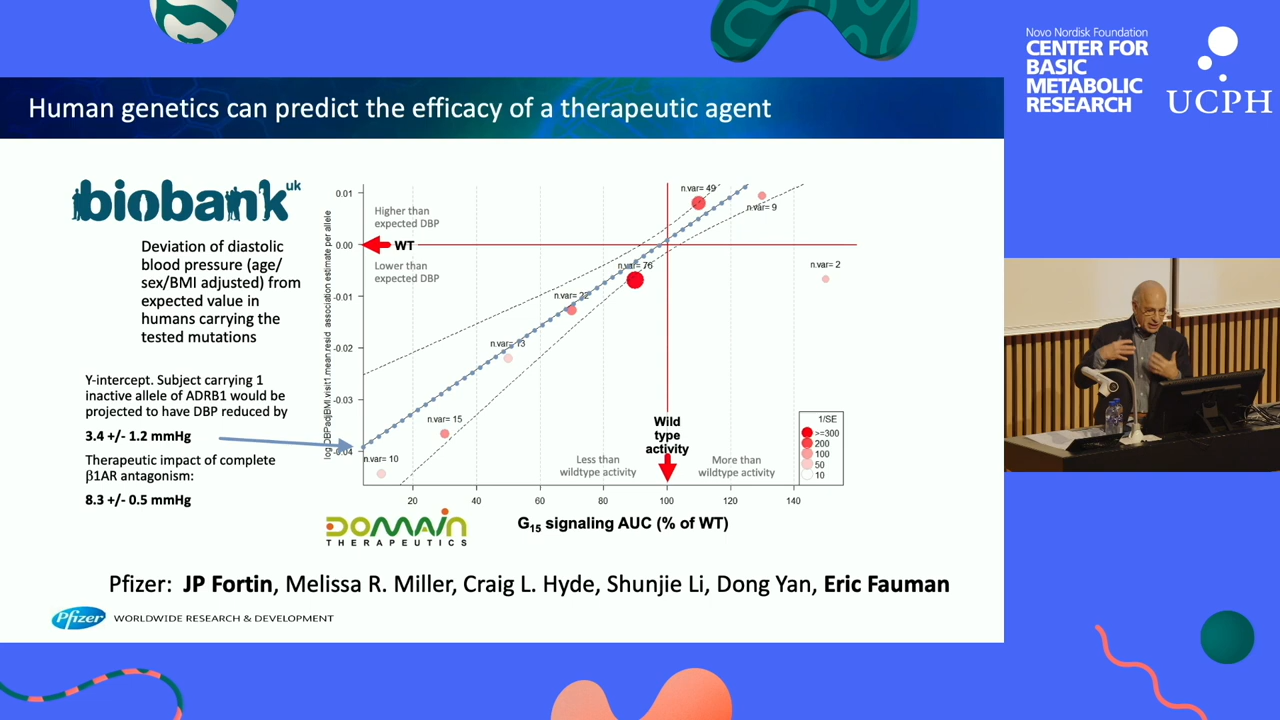 Novo Nordisk Foundation
CENTER FOR
BASIC
METABOLIC
RESEARCH
UCPH
Human genetics can predict the efficacy of a therapeutic agent
biobank uk
Deviation of diastolic
blood pressure (age/
sex/BMI adjusted) from
expected value in
humans carrying the
tested mutations
Y-intercept. Subject carrying 1
inactive allele of ADRB1 would be
projected to have DBP reduced by
3.4 +/- 1.2 mmHg
Therapeutic impact of complete
β1AR antagonism:
8.3 +/- 0.5 mmHg
log_DBPadjBMI.visit1.mean.resid association estimate per allele
0.01
0.00
-0.01
-0.02
-0.03
-0.04
Higher than
expected DBP
WT
Lower than
expected DBP
n.var= 49
n.var= 9
n.var= 76
n.var= 2
n.var= 22
n.var= 73
n.var= 15
n.var= 10
Wild
type
activity
Less than
wildtype activity
More than
wildtype activity
1/SE
>=300
200
100
50
10
20 40 60 80 100 120 140
G15 signaling AUC (% of WT)
DOMAIN
THERAPEUTICS
Pfizer: JP Fortin, Melissa R. Miller, Craig L. Hyde, Shunjie Li, Dong Yan, Eric Fauman
Pfizer WORLDWIDE RESEARCH & DEVELOPMENT